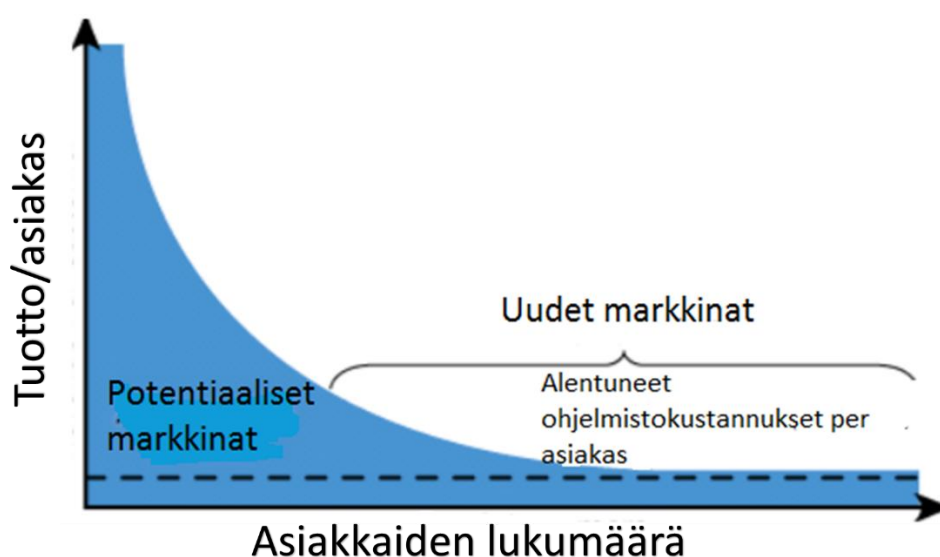 Tuotto/asiakas
Uudet markkinat
Alentuneet
ohjelmistokustannukset per
asiakas
Potentiaaliset
markkinat
Asiakkaiden lukumäärä